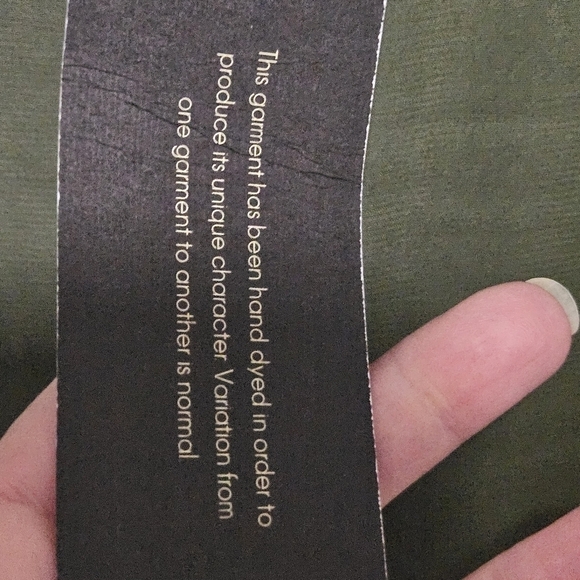 This garment has been hand dyed in order to
produce its unique character. Variation from
one garment to another is normal.